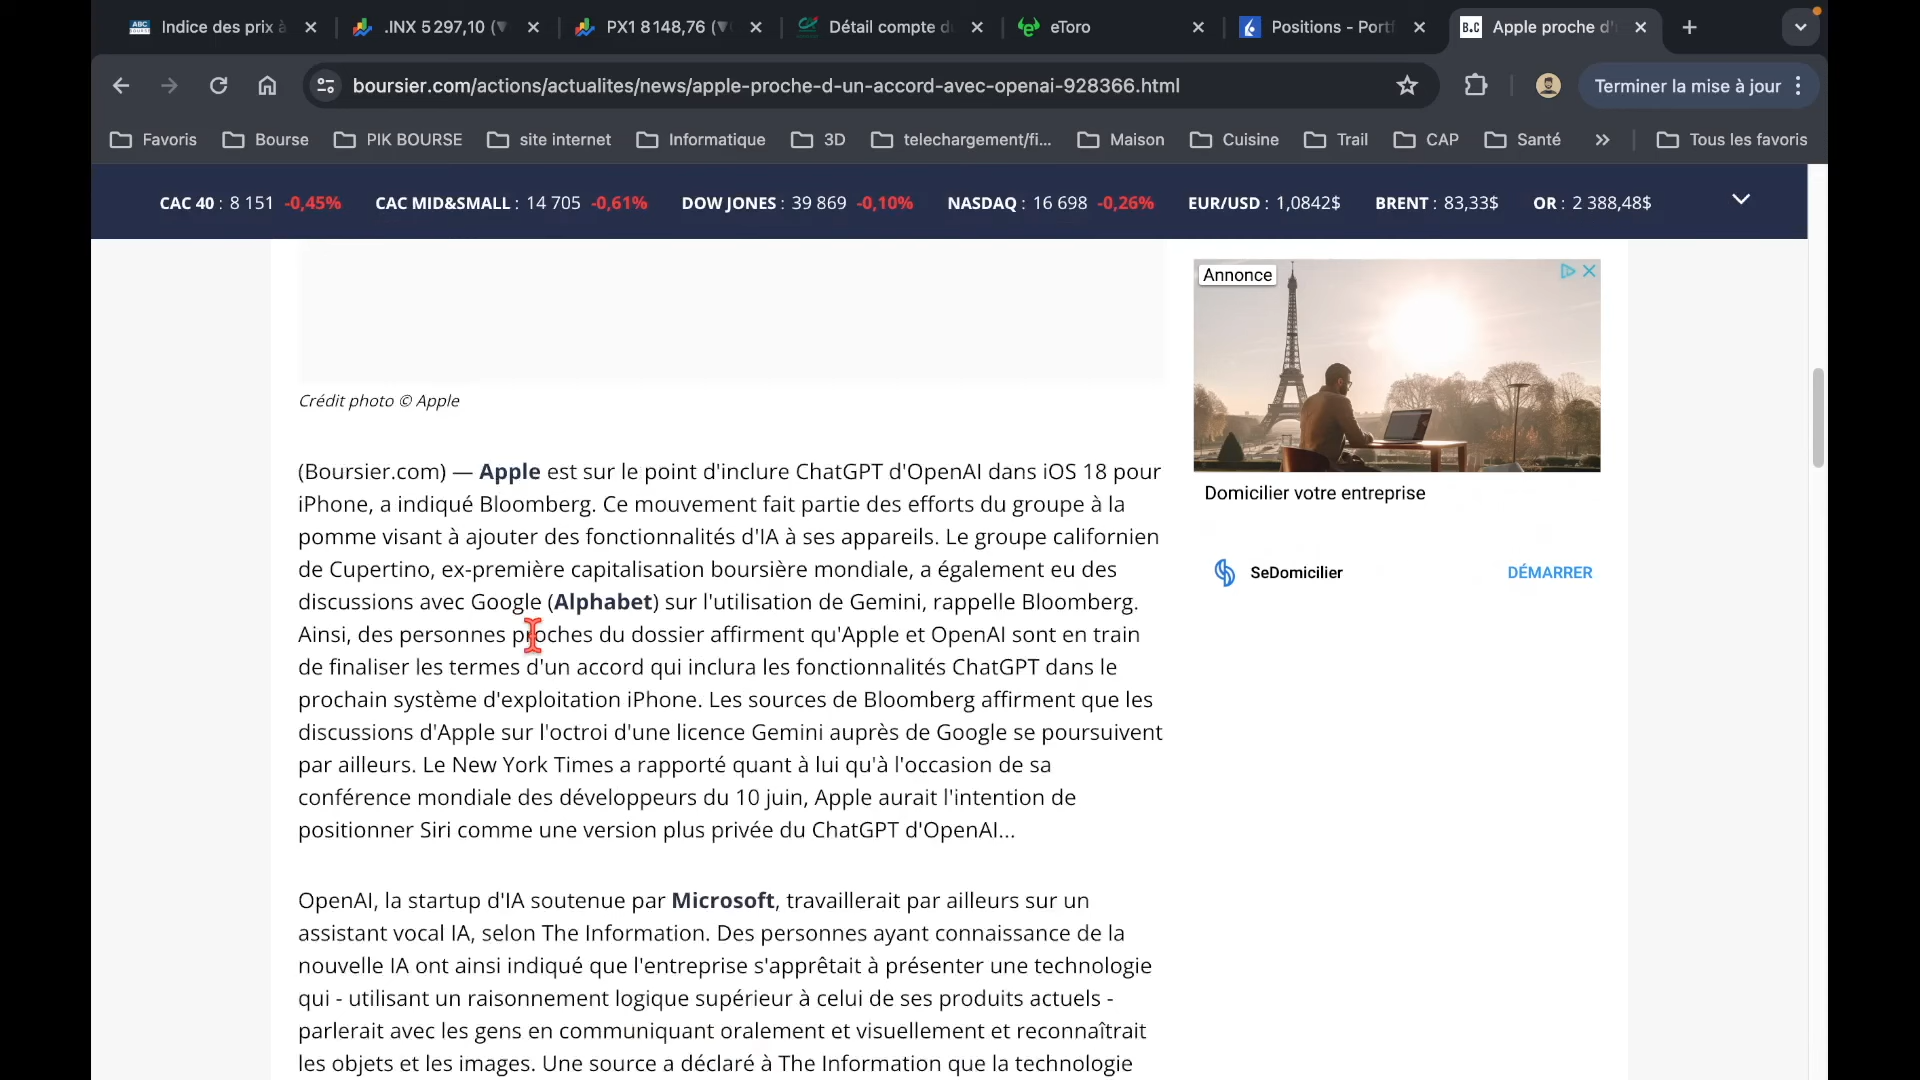 Indice des prix à
.INX 5 297,10 (▼
PX1 8 148,76 (▼
Détail compte d
eToro
Positions - Port
B.C
Apple proche d'
boursier.com/actions/actualites/news/apple-proche-d-un-accord-avec-openai-928366.html
Terminer la mise à jour
Favoris
Bourse
PIK BOURSE
site internet
Informatique
3D
telechargement/fi...
Maison
Cuisine
Trail
CAP
Santé
Tous les favoris
CAC 40 : 8 151 -0,45% CAC MID&SMALL : 14 705 -0,61% DOW JONES : 39 869 -0,10% NASDAQ : 16 698 -0,26% EUR/USD : 1,0842$ BRENT : 83,33$ OR : 2 388,48$
Crédit photo © Apple
(Boursier.com) — Apple est sur le point d'inclure ChatGPT d'OpenAI dans iOS 18 pour
iPhone, a indiqué Bloomberg. Ce mouvement fait partie des efforts du groupe à la
pomme visant à ajouter des fonctionnalités d'IA à ses appareils. Le groupe californien
de Cupertino, ex-première capitalisation boursière mondiale, a également eu des
discussions avec Google (Alphabet) sur l'utilisation de Gemini, rappelle Bloomberg.
Ainsi, des personnes proches du dossier affirment qu'Apple et OpenAI sont en train
de finaliser les termes d'un accord qui inclura les fonctionnalités ChatGPT dans le
prochain système d'exploitation iPhone. Les sources de Bloomberg affirment que les
discussions d'Apple sur l'octroi d'une licence Gemini auprès de Google se poursuivent
par ailleurs. Le New York Times a rapporté quant à lui qu'à l'occasion de sa
conférence mondiale des développeurs du 10 juin, Apple aurait l'intention de
positionner Siri comme une version plus privée du ChatGPT d'OpenAI...
OpenAI, la startup d'IA soutenue par Microsoft, travaillerait par ailleurs sur un
assistant vocal IA, selon The Information. Des personnes ayant connaissance de la
nouvelle IA ont ainsi indiqué que l'entreprise s'apprêtait à présenter une technologie
qui - utilisant un raisonnement logique supérieur à celui de ses produits actuels -
parlerait avec les gens en communiquant oralement et visuellement et reconnaîtrait
les objets et les images. Une source a déclaré à The Information que la technologie
Annonce
Domicilier votre entreprise
SeDomicilier
DÉMARRER